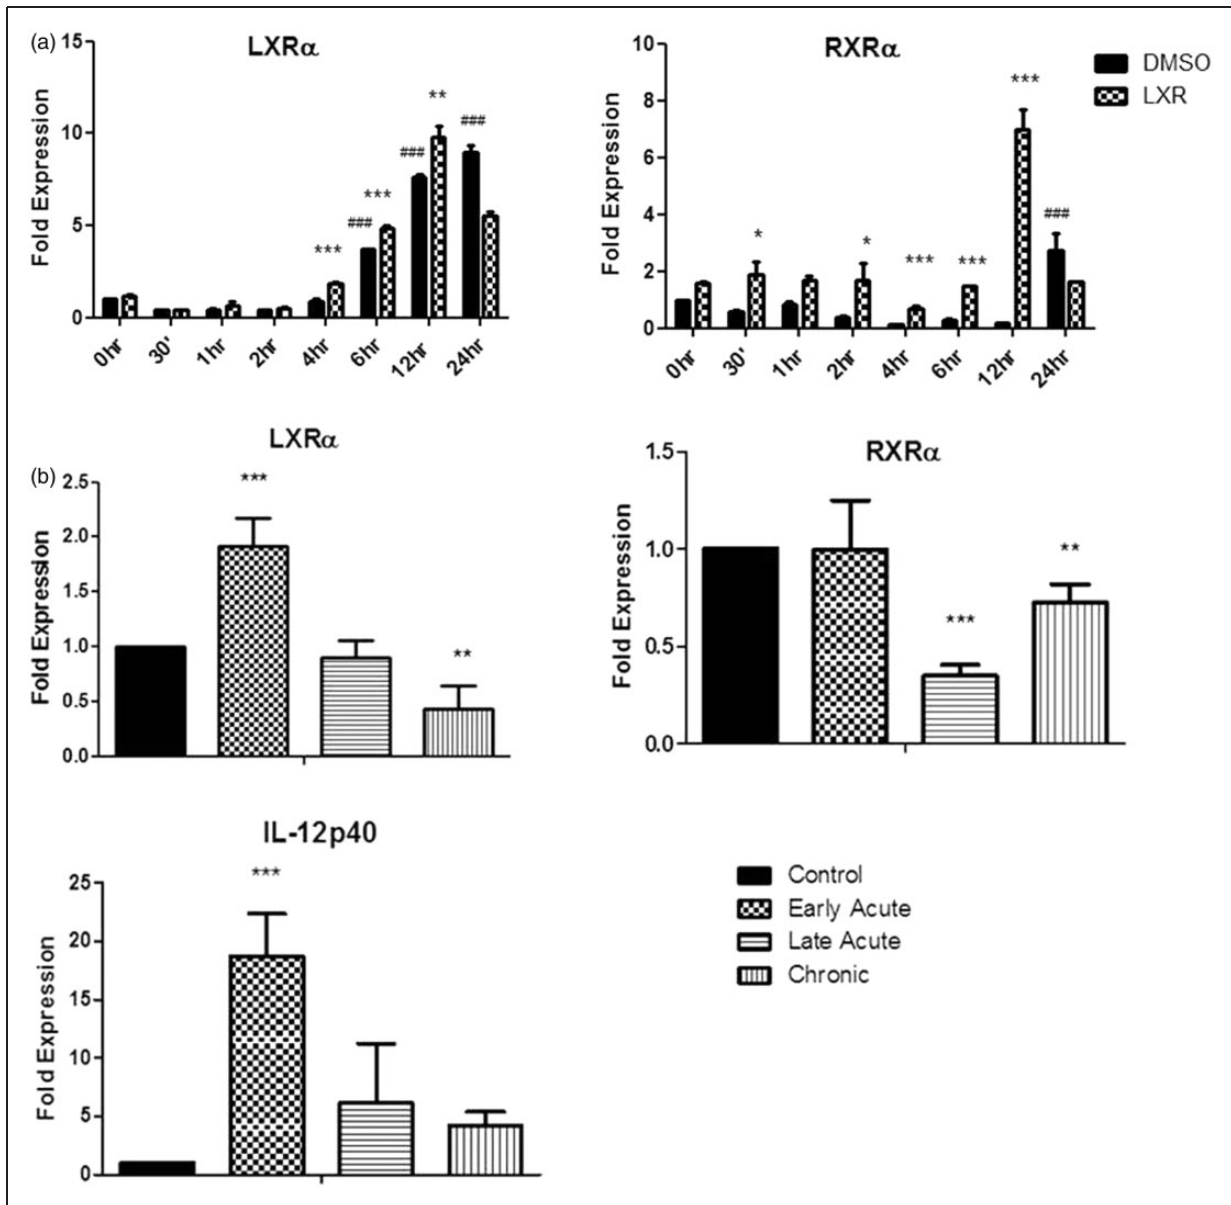 (a)
LXRα
Fold Expression
15
10
5
0
** 
###
###
***
###
***
0hr 30' 1hr 2hr 4hr 6hr 12hr 24hr
RXRα
Fold Expression
10
8
6
4
2
0
***
###
* * *** ***
0hr 30' 1hr 2hr 4hr 6hr 12hr 24hr
DMSO
LXR
(b)
LXRα
Fold Expression
2.5
2.0
1.5
1.0
0.5
0.0
***
**
RXRα
Fold Expression
1.5
1.0
0.5
0.0
**
***
IL-12p40
Fold Expression
25
20
15
10
5
0
***
Control
Early Acute
Late Acute
Chronic